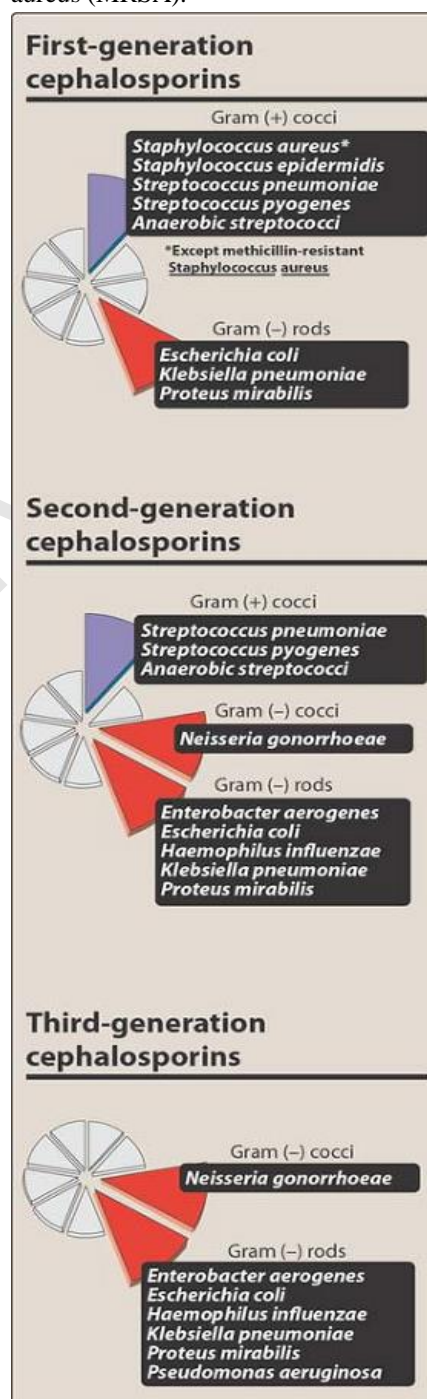 aureus (MRSA).
First-generation
cephalosporins
Gram (+) cocci
Staphylococcus aureus*
Staphylococcus epidermidis
Streptococcus pneumoniae
Streptococcus pyogenes
Anaerobic streptococci
*Except methicillin-resistant
Staphylococcus aureus
Gram (–) rods
Escherichia coli
Klebsiella pneumoniae
Proteus mirabilis
Second-generation
cephalosporins
Gram (+) cocci
Streptococcus pneumoniae
Streptococcus pyogenes
Anaerobic streptococci
Gram (–) cocci
Neisseria gonorrhoeae
Gram (–) rods
Enterobacter aerogenes
Escherichia coli
Haemophilus influenzae
Klebsiella pneumoniae
Proteus mirabilis
Third-generation
cephalosporins
Gram (–) cocci
Neisseria gonorrhoeae
Gram (–) rods
Enterobacter aerogenes
Escherichia coli
Haemophilus influenzae
Klebsiella pneumoniae
Proteus mirabilis
Pseudomonas aeruginosa